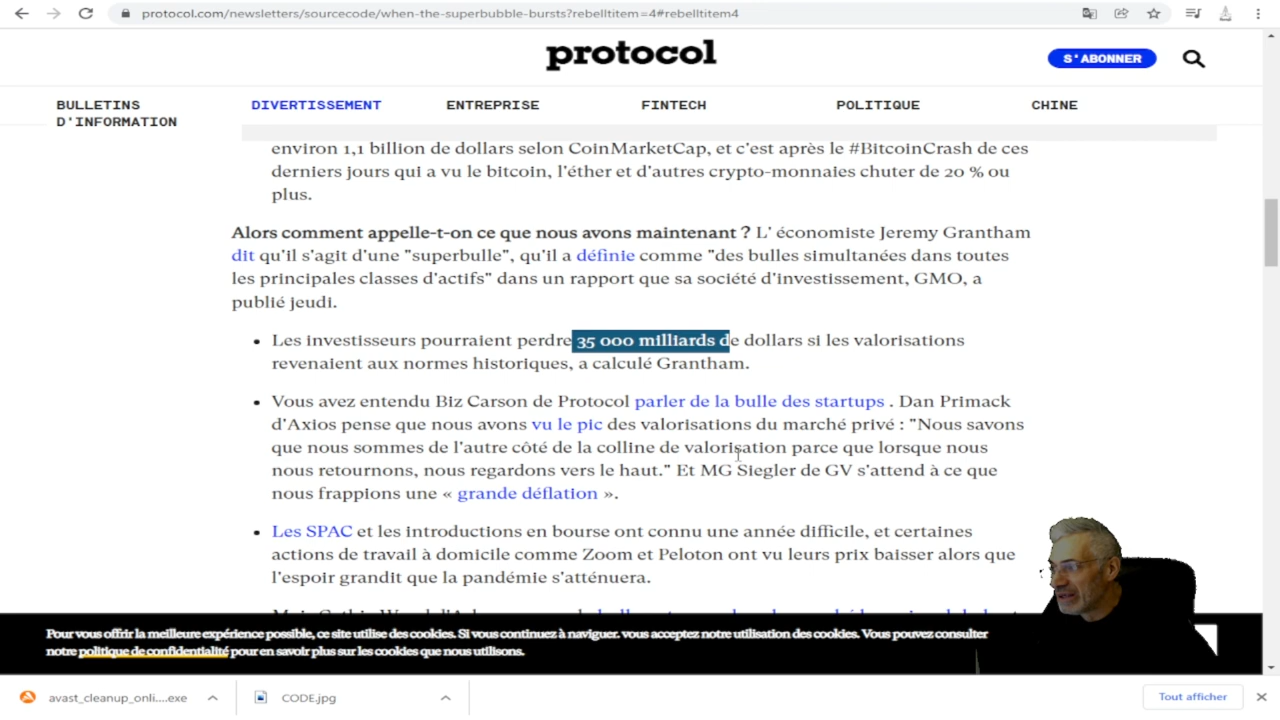 protocol.com/newsletters/sourcecode/when-the-superbubble-bursts?rebelltitem=4#rebelltitem4
protocol
S'ABONNER
BULLETINS
D'INFORMATION
DIVERTISSEMENT
ENTREPRISE
FINTECH
POLITIQUE
CHINE
environ 1,1 billion de dollars selon CoinMarketCap, et c'est après le #BitcoinCrash de ces
derniers jours qui a vu le bitcoin, l'éther et d'autres crypto-monnaies chuter de 20 % ou
plus.
Alors comment appelle-t-on ce que nous avons maintenant ? L' économiste Jeremy Grantham
dit qu'il s'agit d'une "superbulle", qu'il a définie comme "des bulles simultanées dans toutes
les principales classes d'actifs" dans un rapport que sa société d'investissement, GMO, a
publié jeudi.
• Les investisseurs pourraient perdre 35 000 milliards de dollars si les valorisations
revenaient aux normes historiques, a calculé Grantham.
• Vous avez entendu Biz Carson de Protocol parler de la bulle des startups . Dan Primack
d'Axios pense que nous avons vu le pic des valorisations du marché privé : "Nous savons
que nous sommes de l'autre côté de la colline de valorisation parce que lorsque nous
nous retournons, nous regardons vers le haut." Et MG Siegler de GV s'attend à ce que
nous frappions une « grande déflation ».
• Les SPAC et les introductions en bourse ont connu une année difficile, et certaines
actions de travail à domicile comme Zoom et Peloton ont vu leurs prix baisser alors que
l'espoir grandit que la pandémie s'atténuera.
Pour vous offrir la meilleure expérience possible, ce site utilise des cookies. Si vous continuez à naviguer. vous acceptez notre utilisation des cookies. Vous pouvez consulter
notre politique de confidentialité pour en savoir plus sur les cookies que nous utilisons.
avast_cleanup_onli....exe
CODE.jpg
Tout afficher